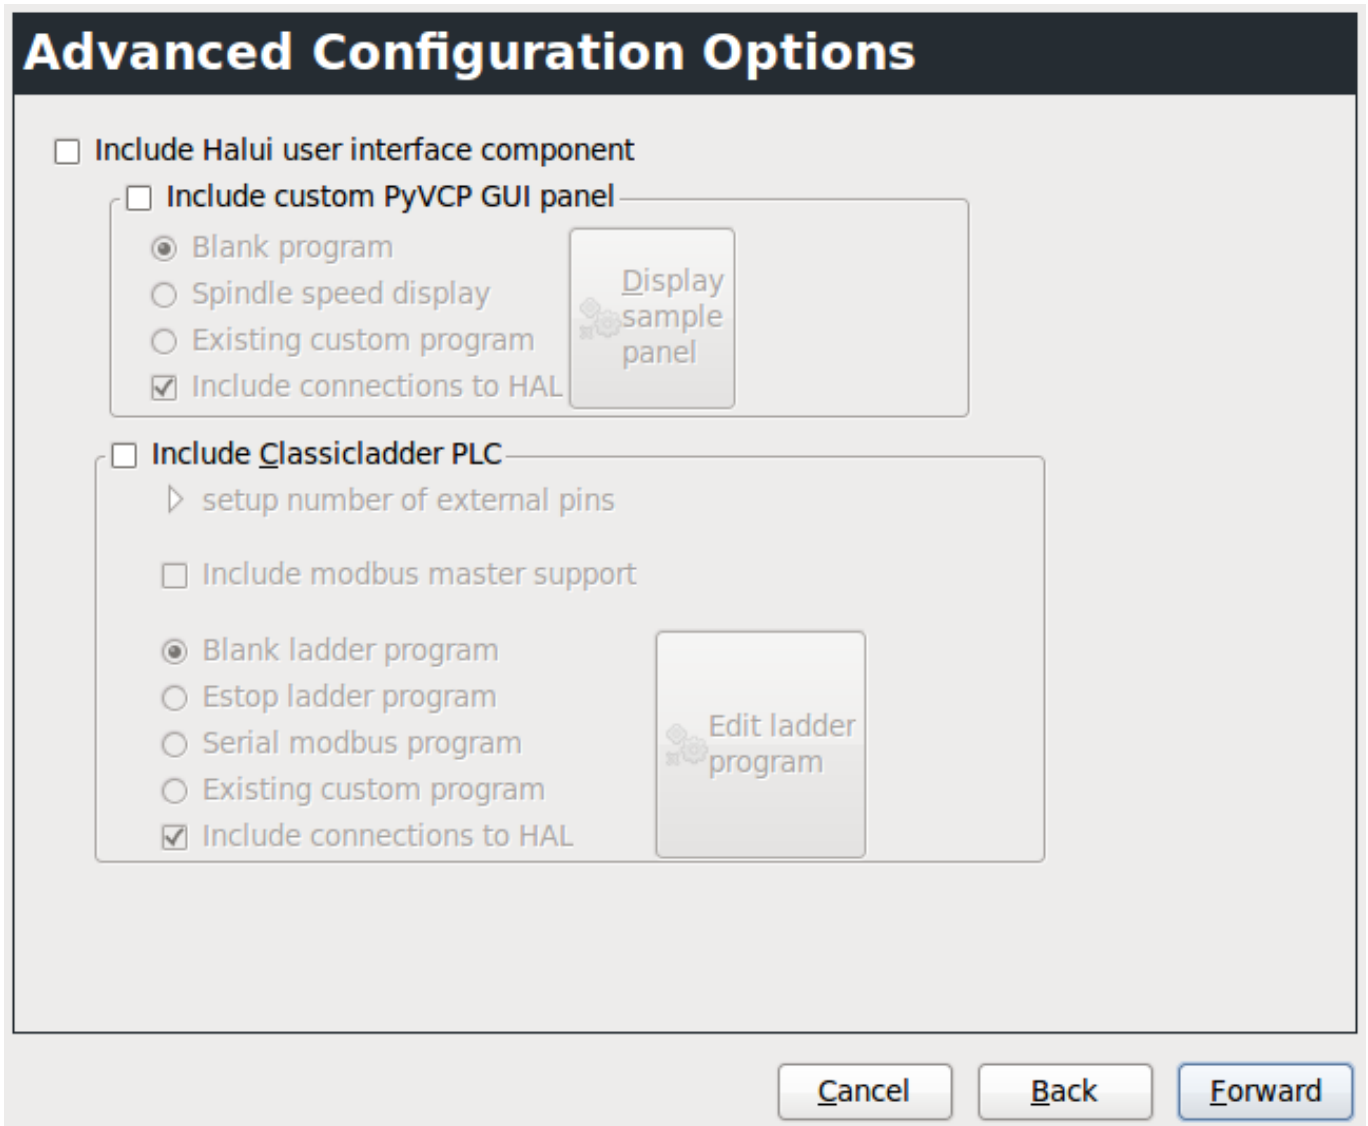 Advanced Configuration Options
Include Halui user interface component
Include custom PyVCP GUI panel
Blank program
Spindle speed display
Existing custom program
Include connections to HAL
Display
sample
panel
Include Classicladder PLC
setup number of external pins
Include modbus master support
Blank ladder program
Estop ladder program
Serial modbus program
Existing custom program
Include connections to HAL
Edit ladder
program
Cancel
Back
Forward